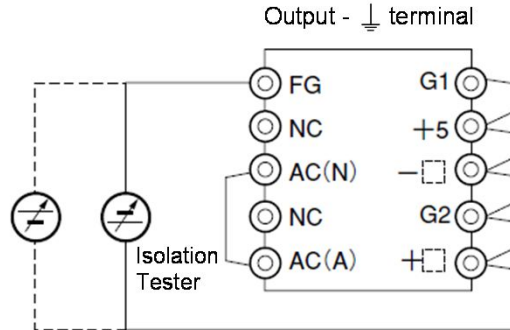 Output - ⏚ terminal
FG
G1
NC
+5
AC(N)
-
NC
G2
AC(A)
+
Isolation
Tester